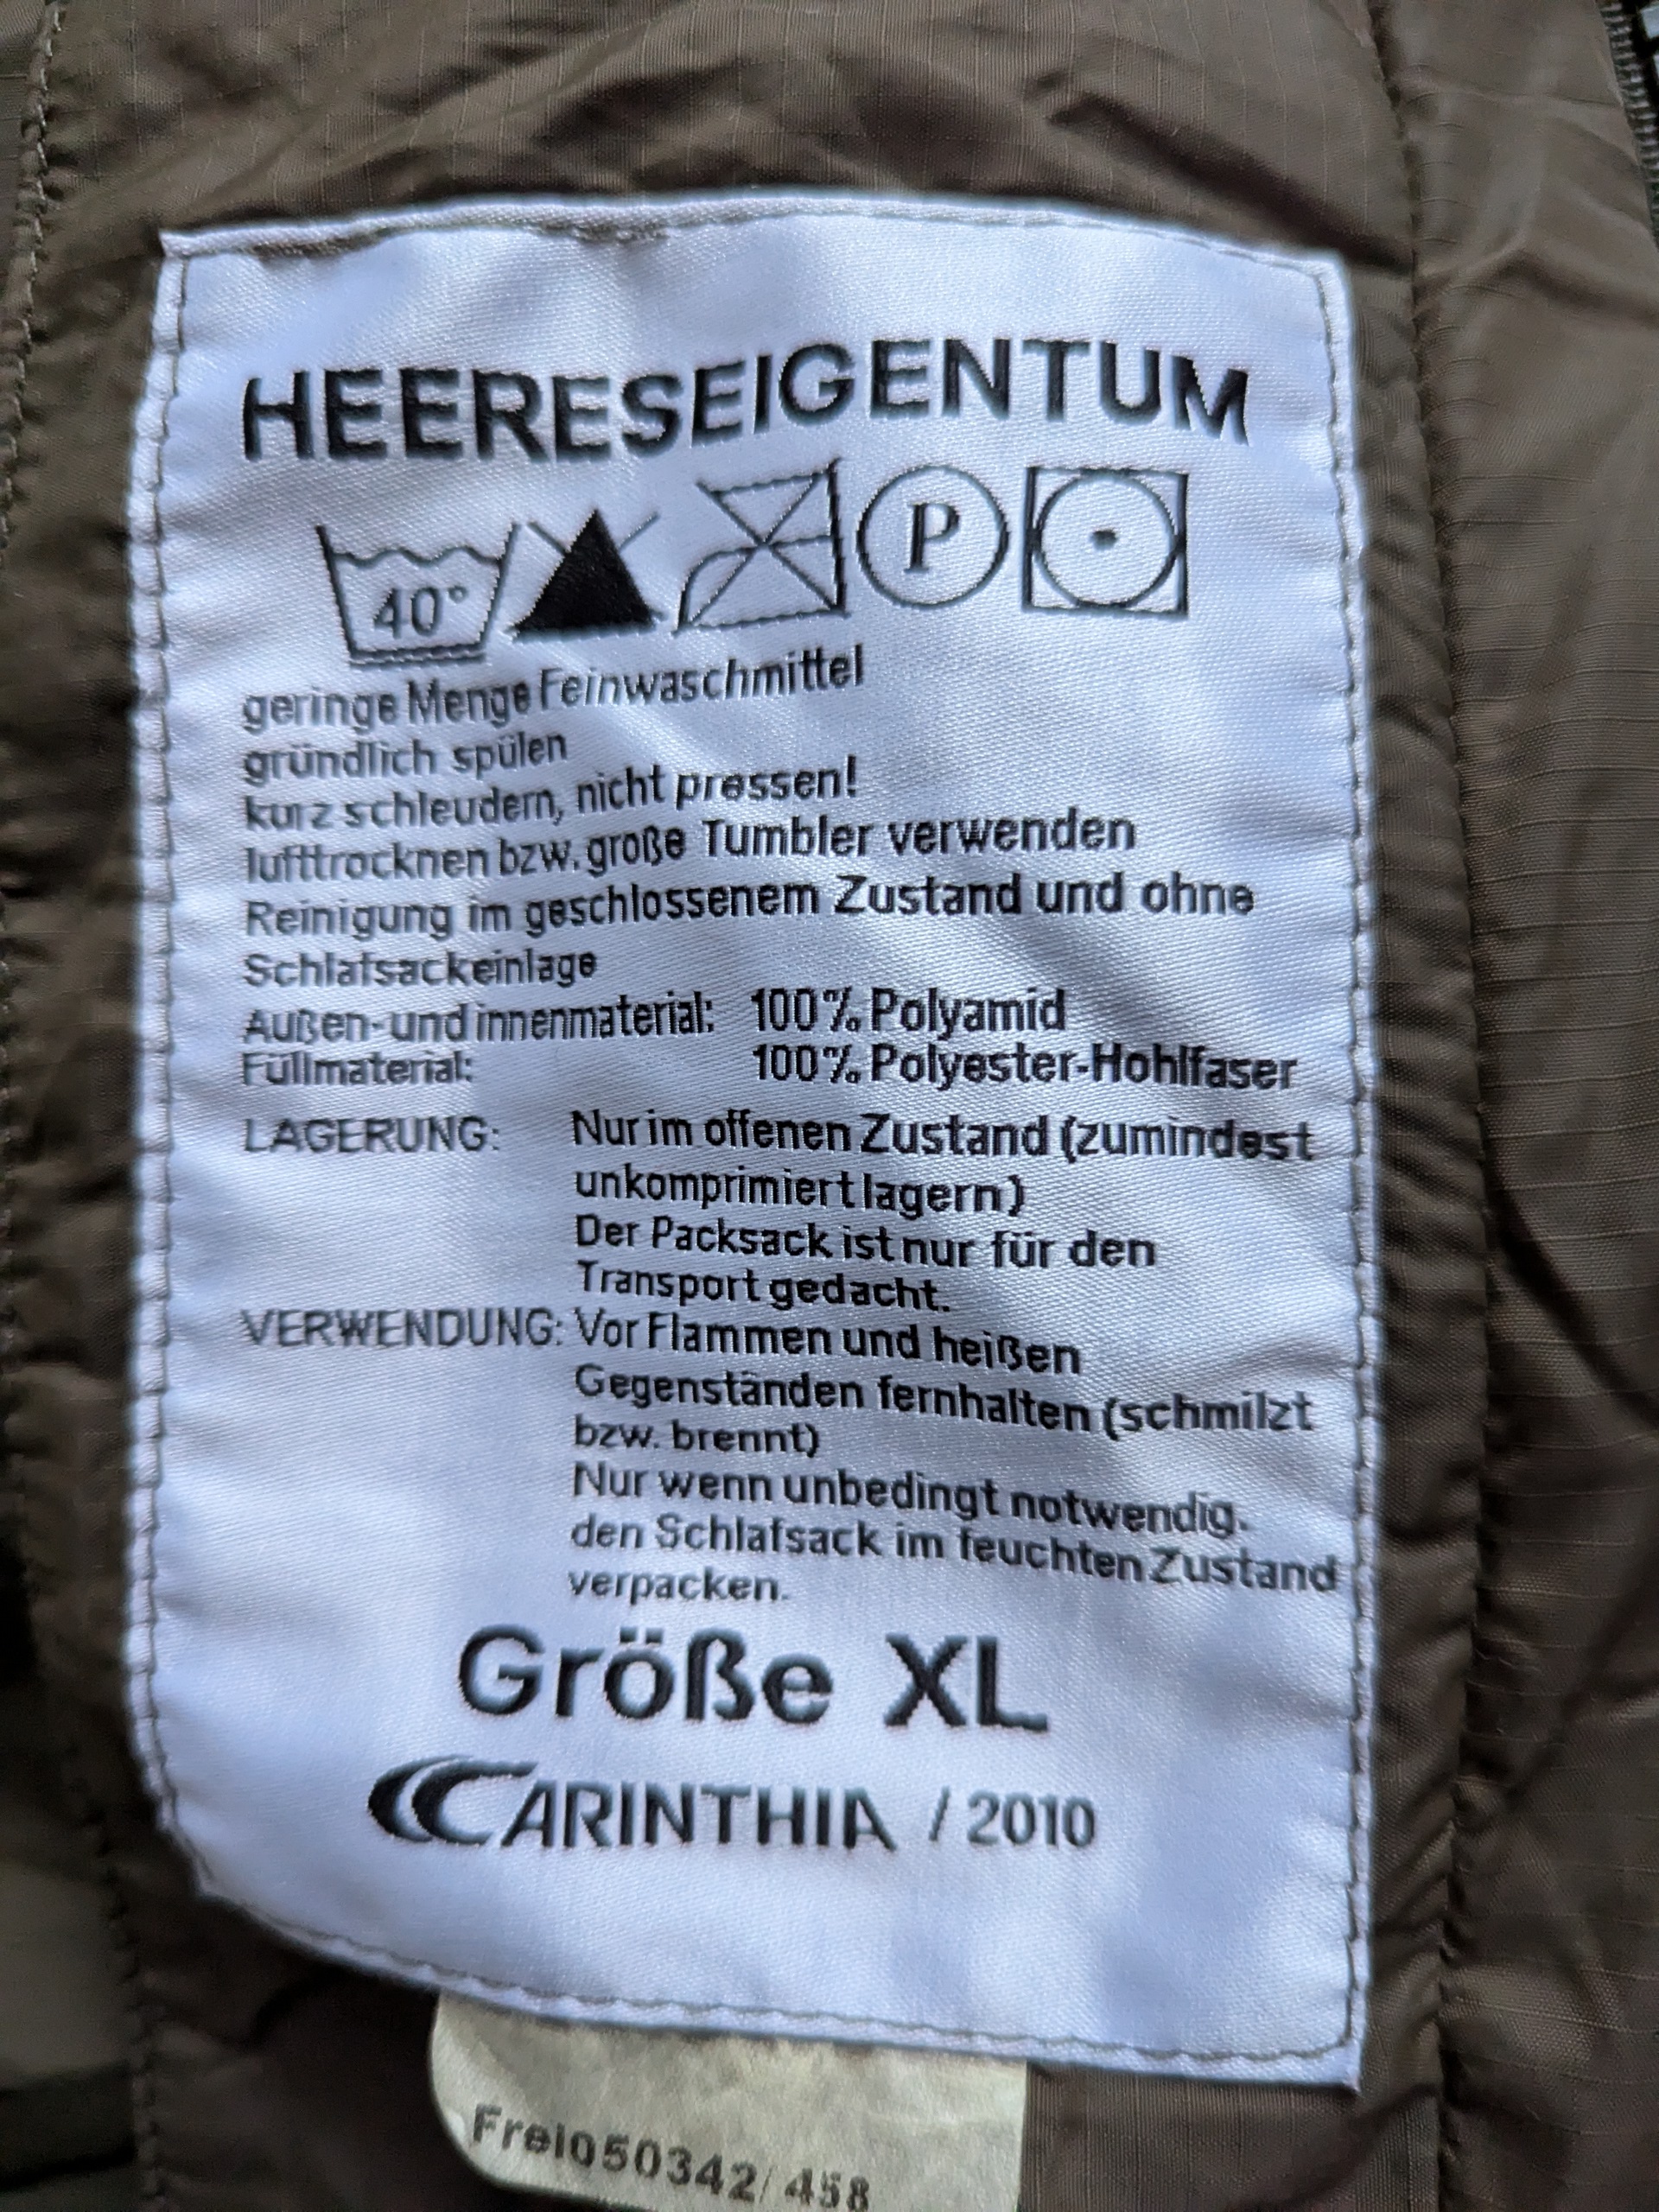 HEERESEIGENTUM
40° P
geringe Menge Feinwaschmittel
gründlich spülen
kurz schleudern, nicht pressen!
lufttrocknen bzw. große Tumbler verwenden
Reinigung im geschlossenem Zustand und ohne
Schlafsackeinlage
Außen- und innenmaterial: 100% Polyamid
Füllmaterial: 100% Polyester-Hohlfaser
LAGERUNG: Nur im offenen Zustand (zumindest
unkomprimiert lagern)
Der Packsack ist nur für den
Transport gedacht.
VERWENDUNG: Vor Flammen und heißen
Gegenständen fernhalten (schmilzt
bzw. brennt)
Nur wenn unbedingt notwendig.
den Schlafsack im feuchten Zustand
verpacken.
Größe XL
CARINTHIA / 2010
Frei050342/458